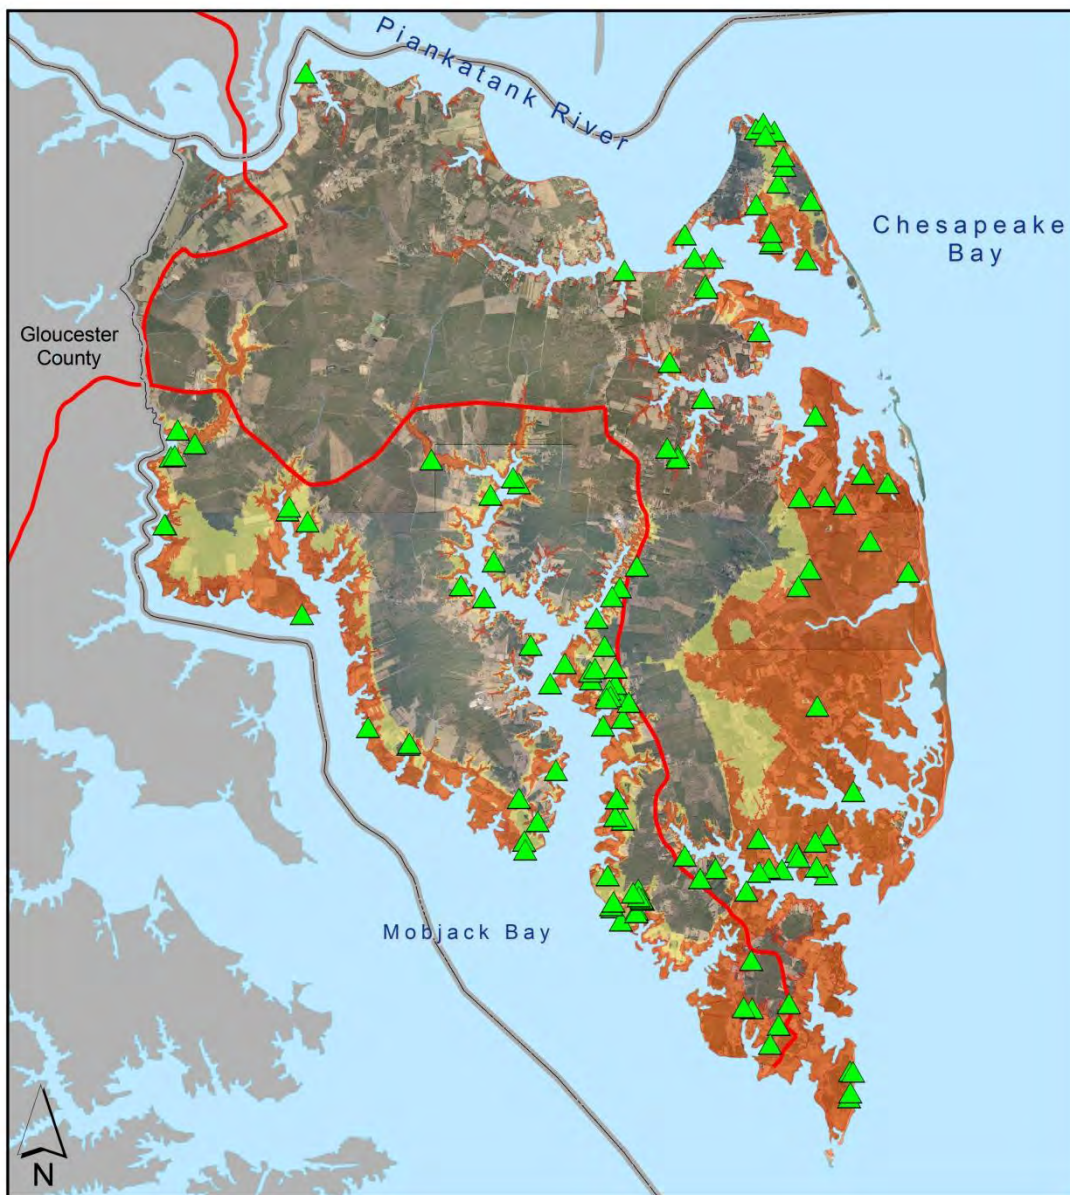 Piankatank River
Chesapeake
Bay
Gloucester
County
Mobjack Bay
N